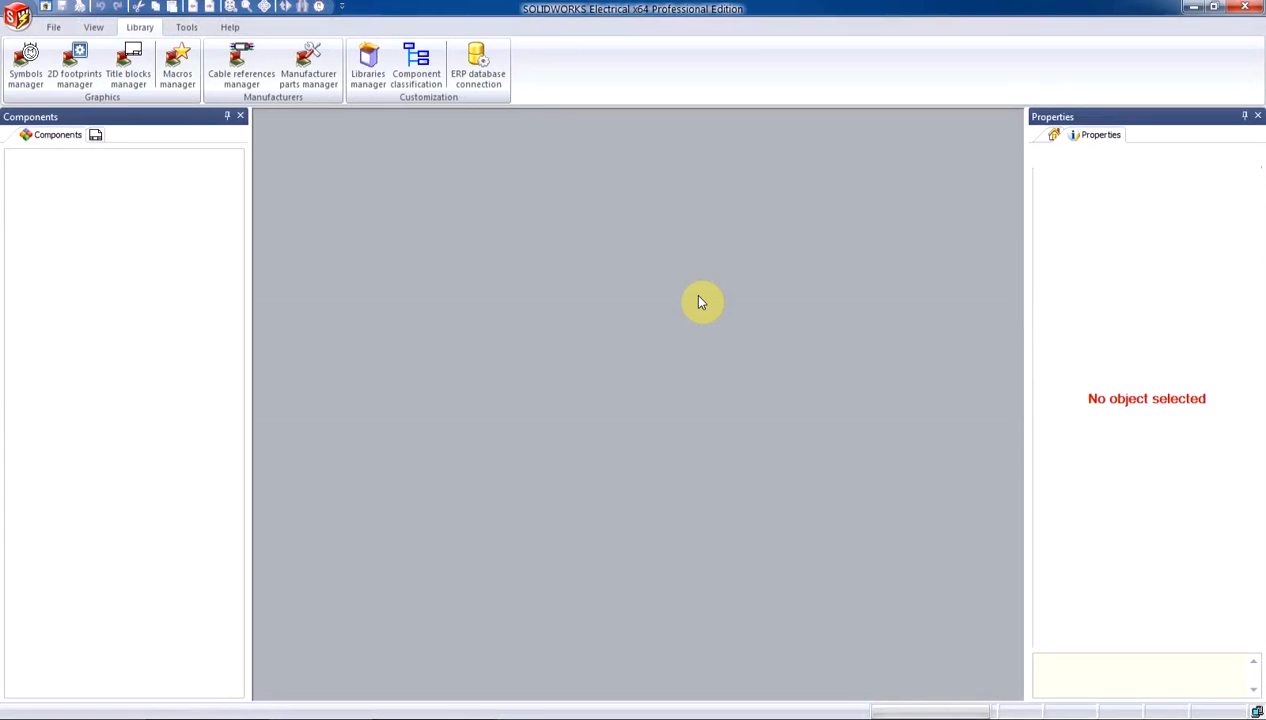 SOLIDWORKS Electrical x64 Professional Edition
File View Library Tools Help
Symbols manager
2D footprints manager
Title blocks manager
Macros manager
Cable references manager
Manufacturer parts manager
Libraries manager
Component classification
ERP database connection
Graphics
Manufacturers
Customization
Components
Components
Properties
Properties
No object selected